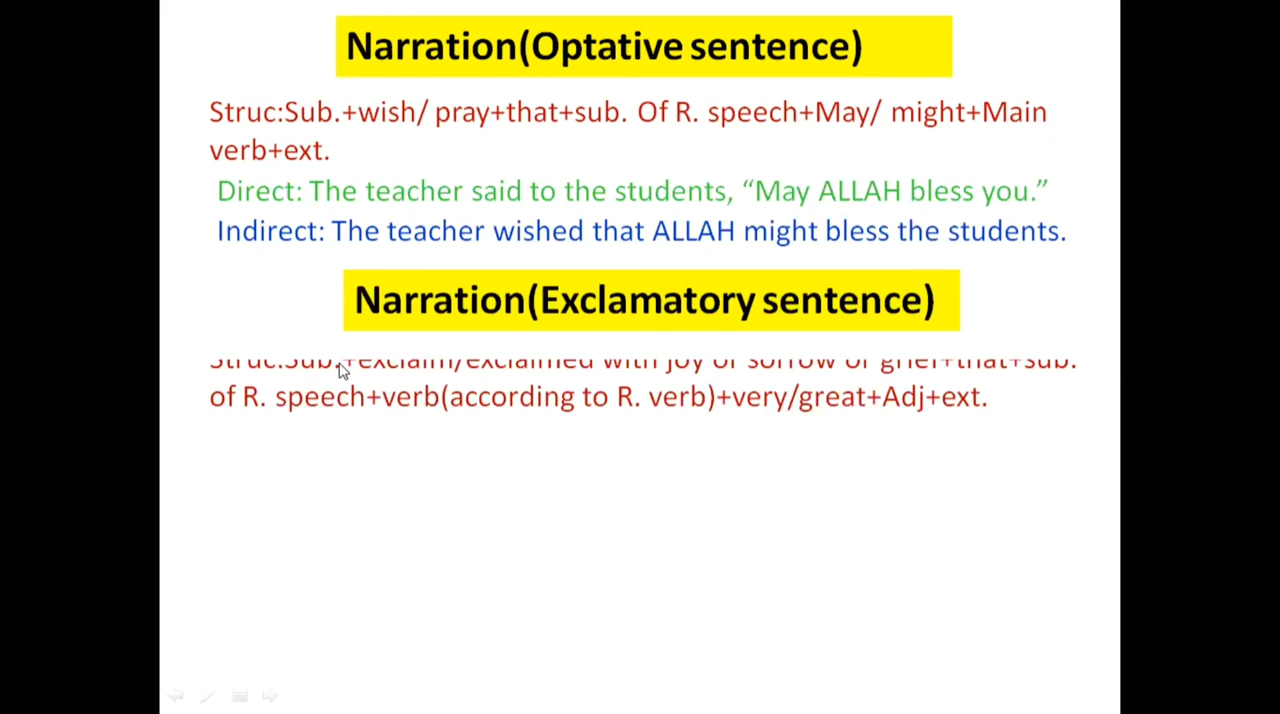 Narration(Optative sentence)
Struc:Sub.+wish/ pray+that+sub. Of R. speech+May/ might+Main
verb+ext.
Direct: The teacher said to the students, “May ALLAH bless you.”
Indirect: The teacher wished that ALLAH might bless the students.
Narration(Exclamatory sentence)
Struc:Sub.+exclaim/exclaimed with joy or sorrow or grief+that+sub.
of R. speech+verb(according to R. verb)+very/great+Adj+ext.